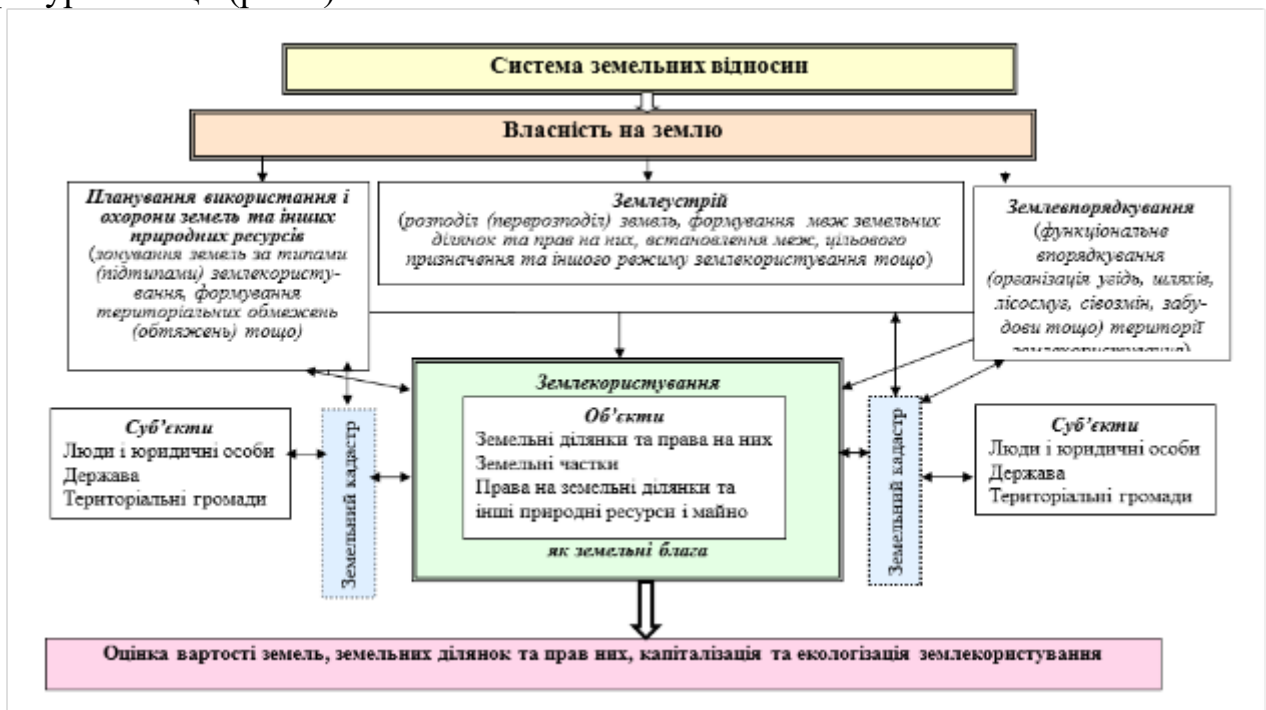 Система земельних відносин
Власність на землю
Планування використання і
охорони земель та інших
природних ресурсів
(зонування земель за типами
(підтипами) землекористу-
вання, формування
територіальних обмежень
(обтяжень) тощо)
Землеустрій
(розподіл (перерозподіл) земель, формування меж земельних
ділянок та прав на них, встановлення меж, цільового
призначення та іншого режиму землекористування тощо)
Землевпорядкування
(функціональне
впорядкування
(організація угідь, шляхів,
лісосмуг, сівозмін, забу-
дови тощо) території
Суб’єкти
Люди і юридичні особи
Держава
Територіальні громади
Земельний кадастр
Землекористування
Об’єкти
Земельні ділянки та права на них
Земельні частки
Права на земельні ділянки та
інші природні ресурси і майно
як земельні блага
Земельний кадастр
Суб’єкти
Люди і юридичні особи
Держава
Територіальні громади
Оцінка вартості земель, земельних ділянок та прав них, капіталізація та екологізація землекористування